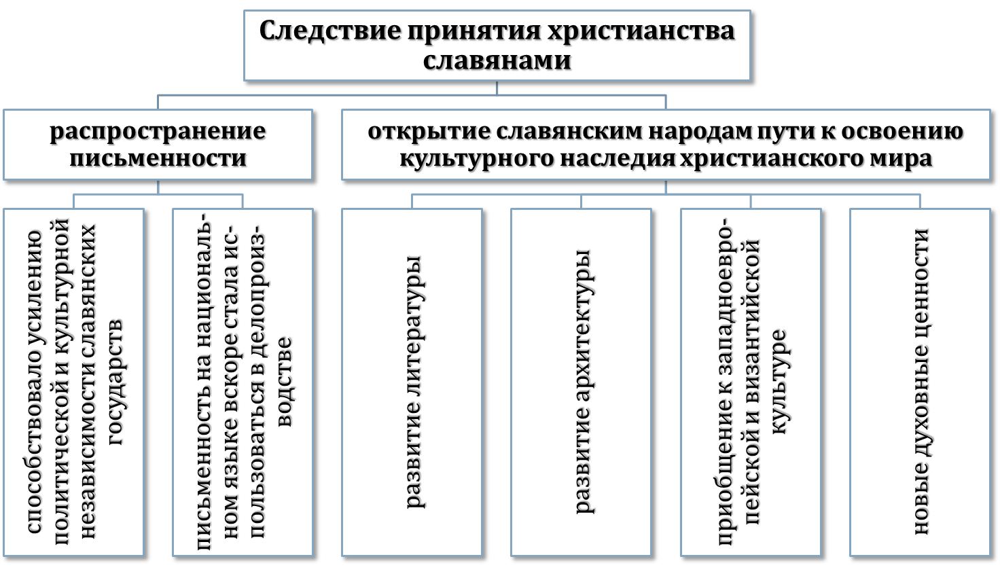 Следствие принятия христианства
славянами
распространение
письменности
открытие славянским народам пути к освоению
культурного наследия христианского мира
способствовало усилению
политической и культурной
независимости славянских
государств
письменность на националь-
ном языке вскоре стала ис-
пользоваться в делопроиз-
водстве
развитие литературы
развитие архитектуры
приобщение к западноевро-
пейской и византийской
культуре
новые духовные ценности